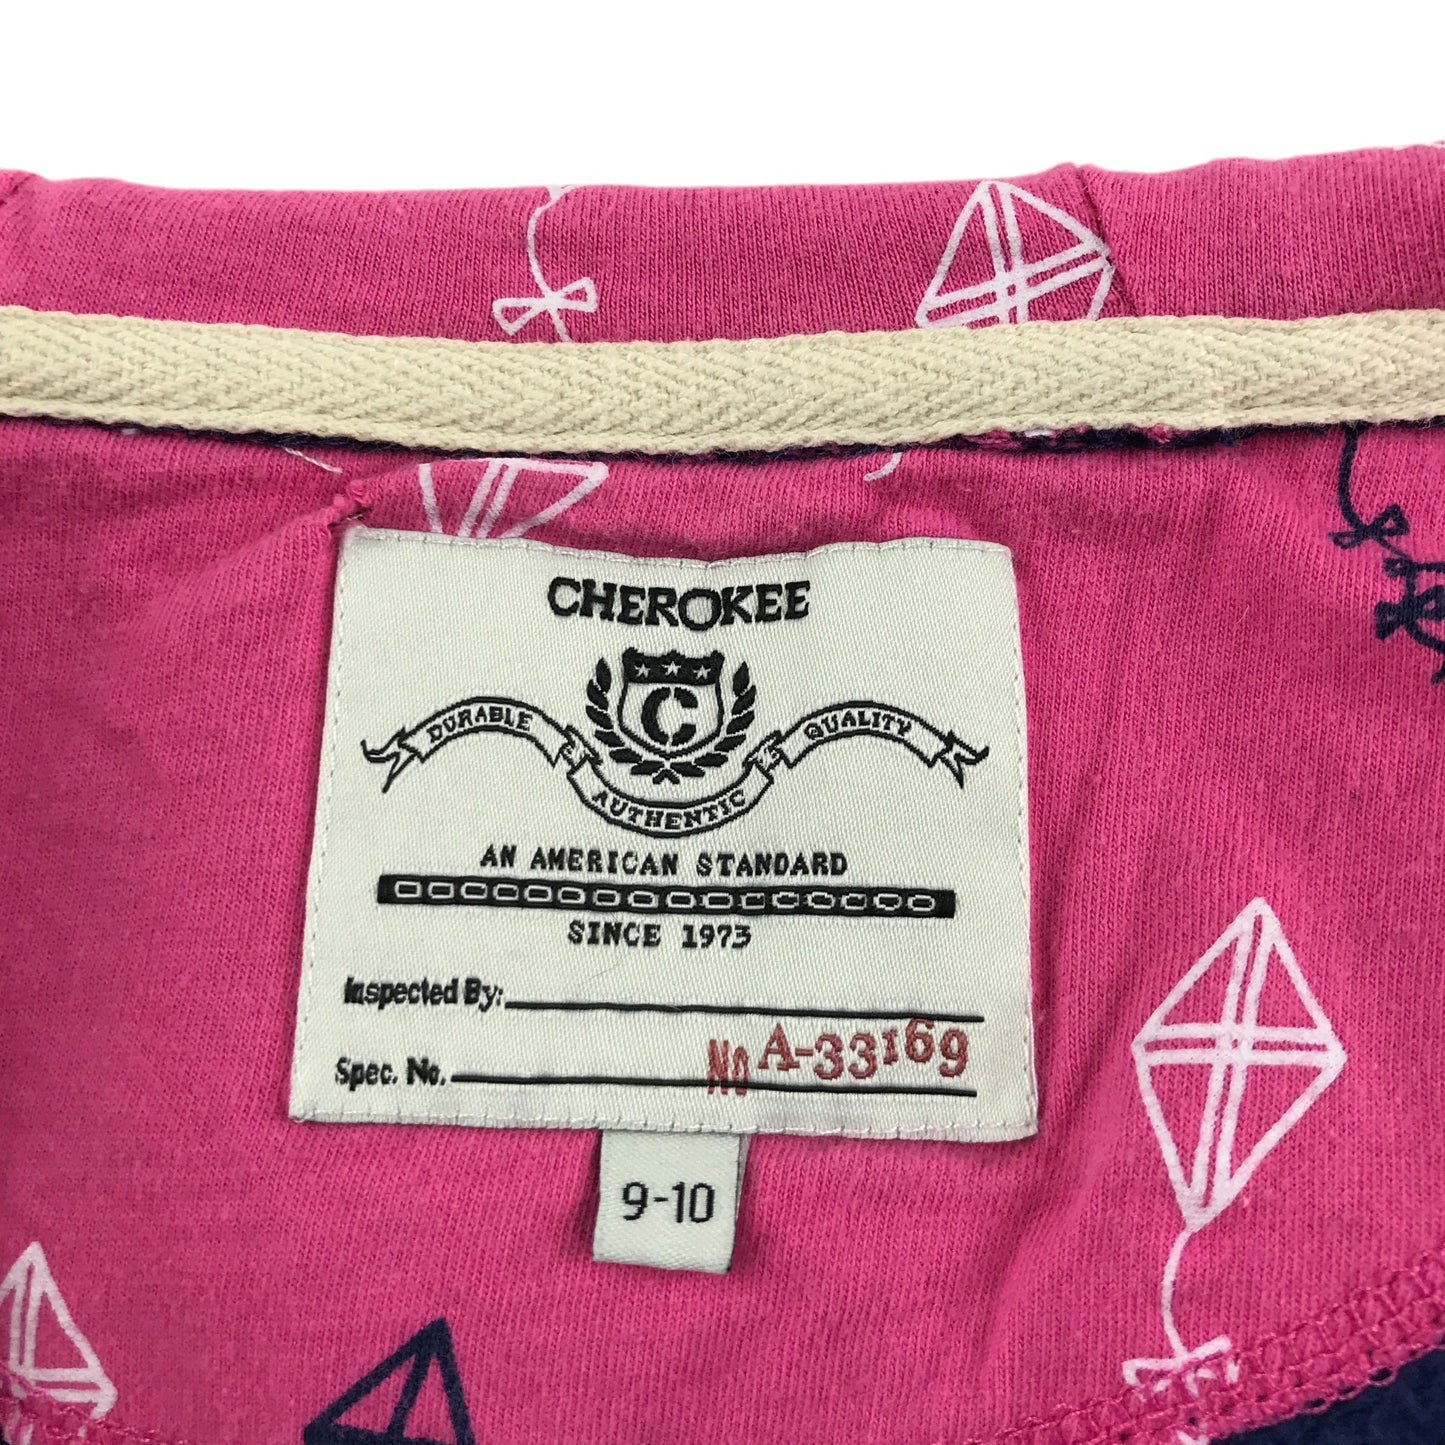 CHEROKEE
C
DURABLE AUTHENTIC QUALITY
AN AMERICAN STANDARD
SINCE 1973
Inspected By:
Spec. No. No A-33169
9-10